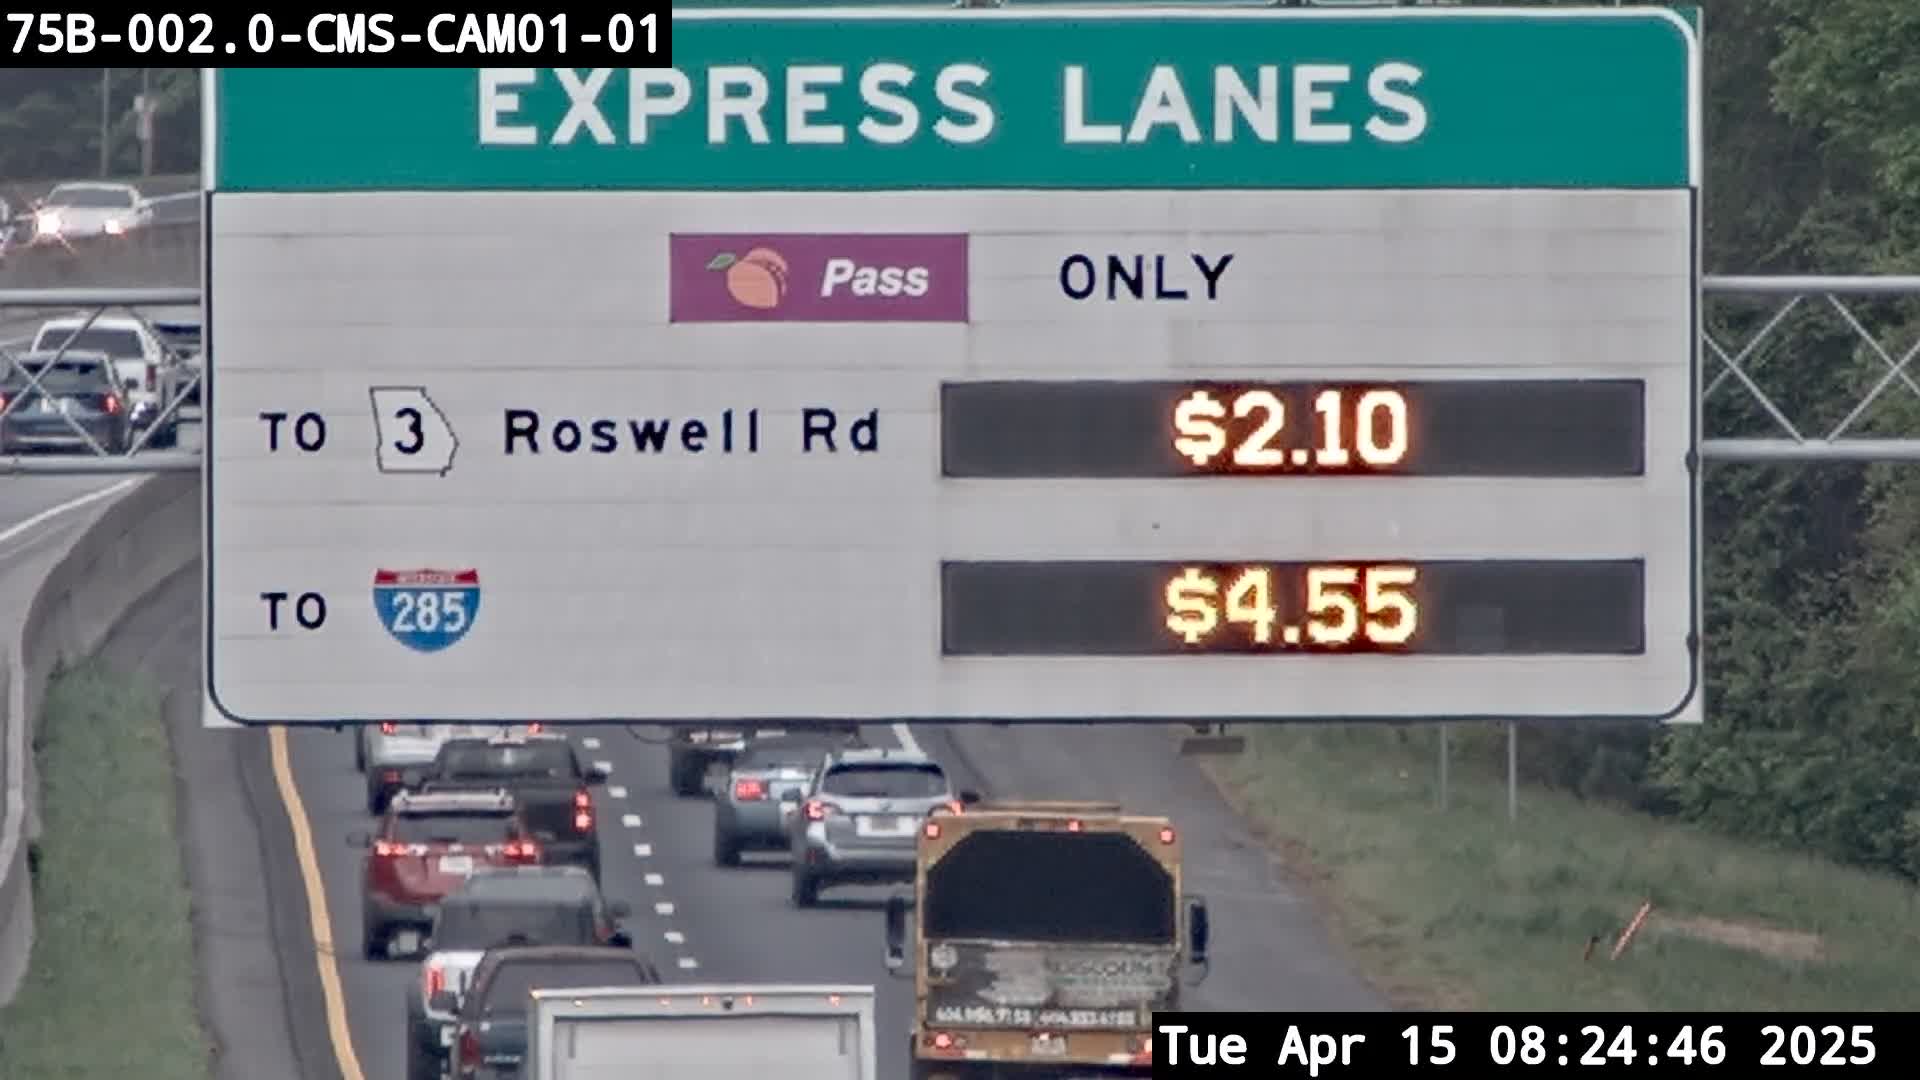 75B-002.0-CMS-CAM01-01
EXPRESS LANES
Pass ONLY
TO 3 Roswell Rd $2.10
TO 285 $4.55
Tue Apr 15 08:24:46 2025